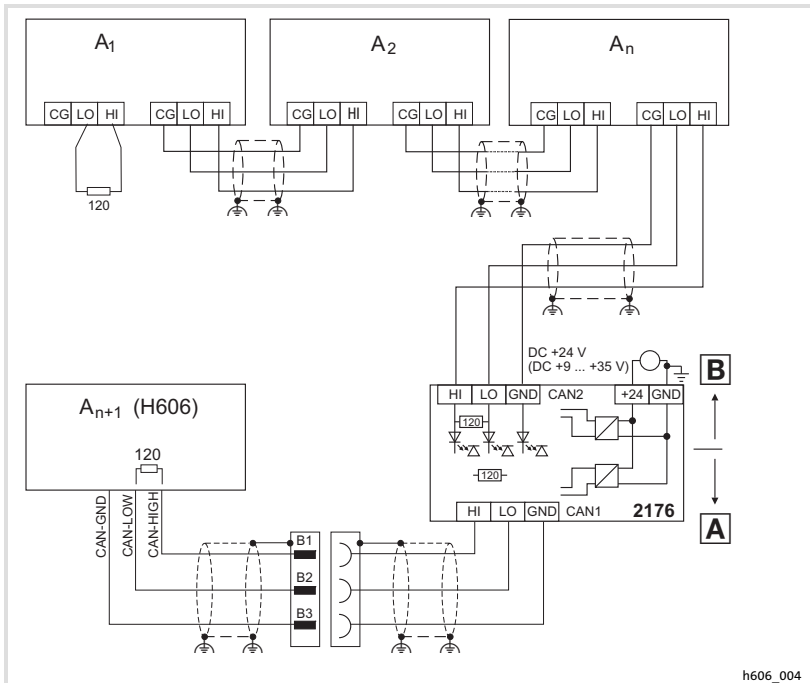 A1 A2 An
CG LO HI CG LO HI CG LO HI CG LO HI CG LO HI CG LO HI
120
DC +24 V
(DC +9 ... +35 V)
B
HI LO GND CAN2 +24 GND
An+1 (H606)
120
120
120
CAN-GND
CAN-LOW
CAN-HIGH
HI LO GND CAN1 2176
A
B1
B2
B3
h606_004